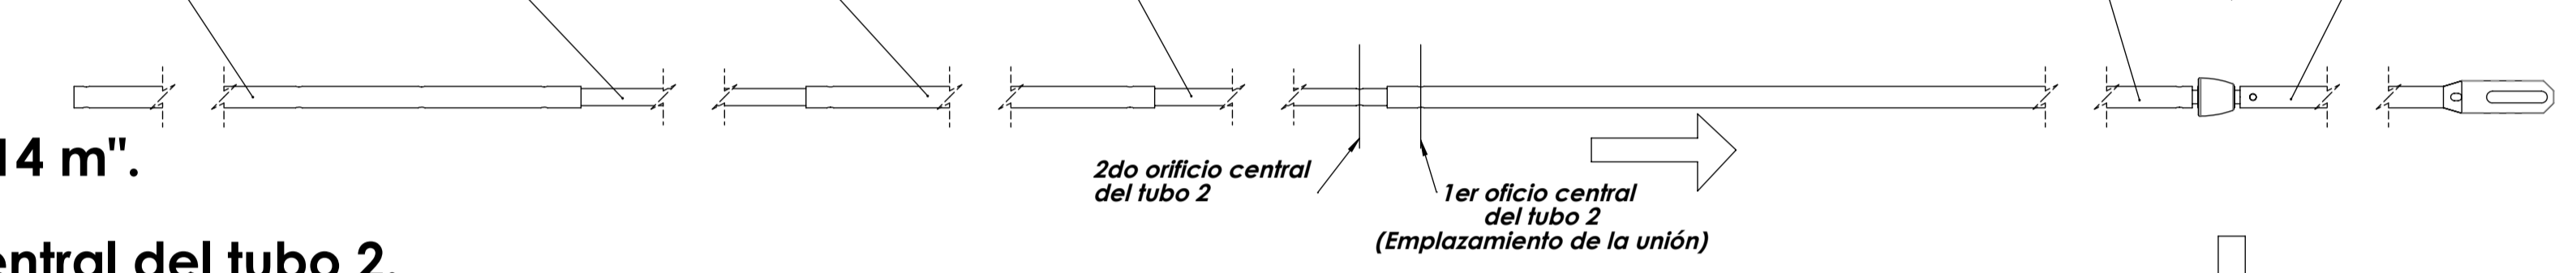 14 m".
2do orificio central
del tubo 2
1er oficio central
del tubo 2
(Emplazamiento de la unión)
del tubo 2.